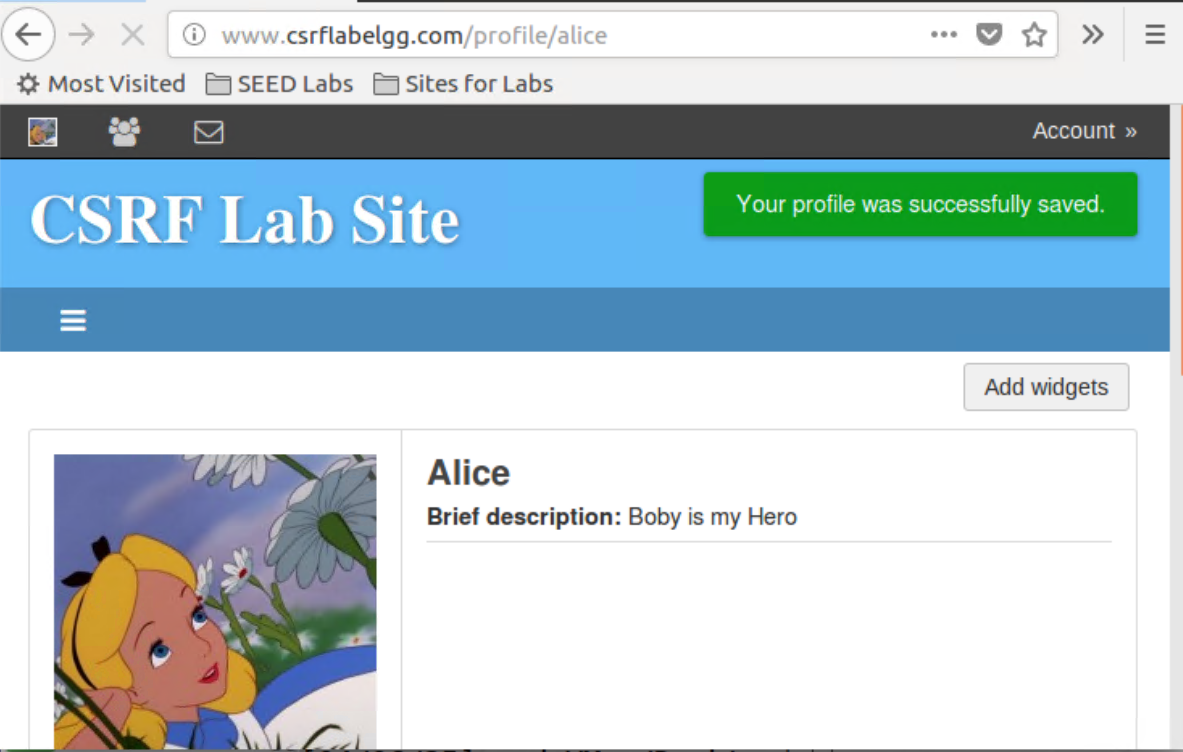 www.csrflabelgg.com/profile/alice
Most Visited SEED Labs Sites for Labs
Account »
CSRF Lab Site
Your profile was successfully saved.
Add widgets
Alice
Brief description: Boby is my Hero